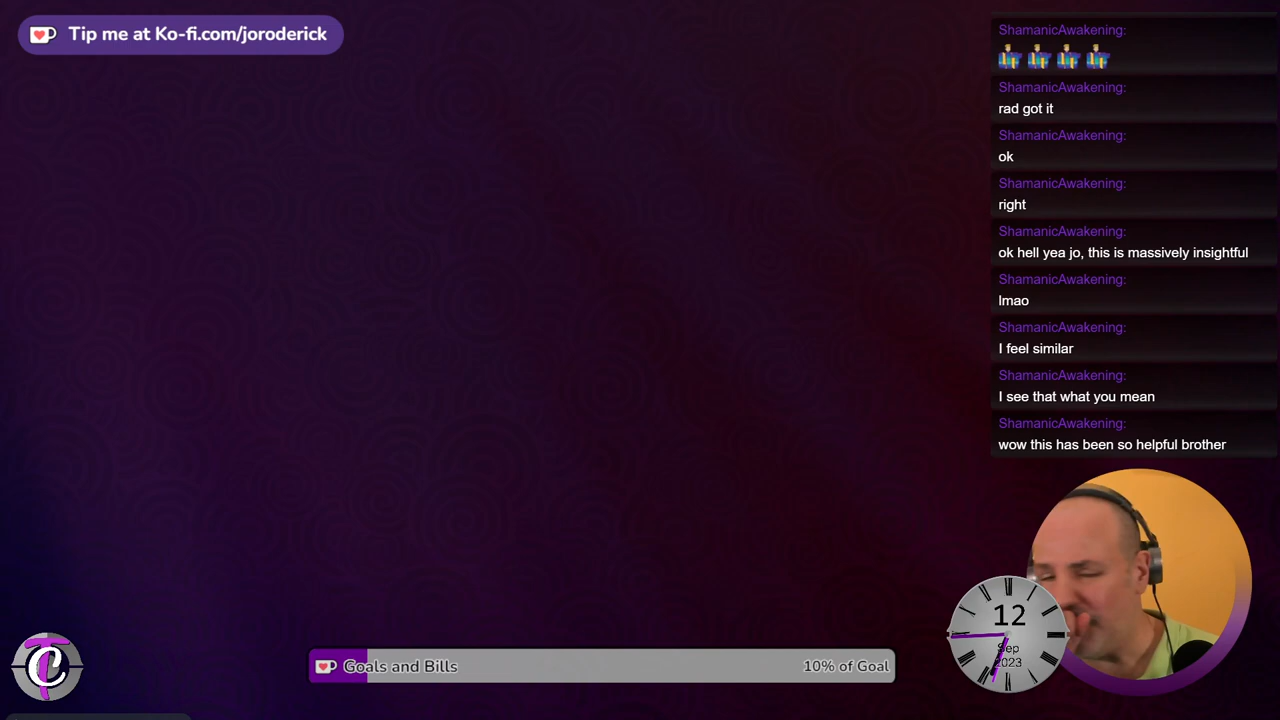 Tip me at Ko-fi.com/joroderick
ShamanicAwakening:
ShamanicAwakening:
rad got it
ShamanicAwakening:
ok
ShamanicAwakening:
right
ShamanicAwakening:
ok hell yea jo, this is massively insightful
ShamanicAwakening:
lmao
ShamanicAwakening:
I feel similar
ShamanicAwakening:
I see that what you mean
ShamanicAwakening:
wow this has been so helpful brother
12
Sep
2023
TC
Goals and Bills 10% of Goal